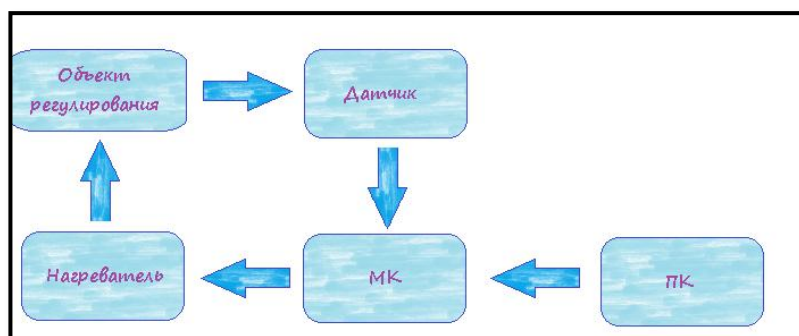 Объект
регулирования
Датчик
Нагреватель
МК
ПК